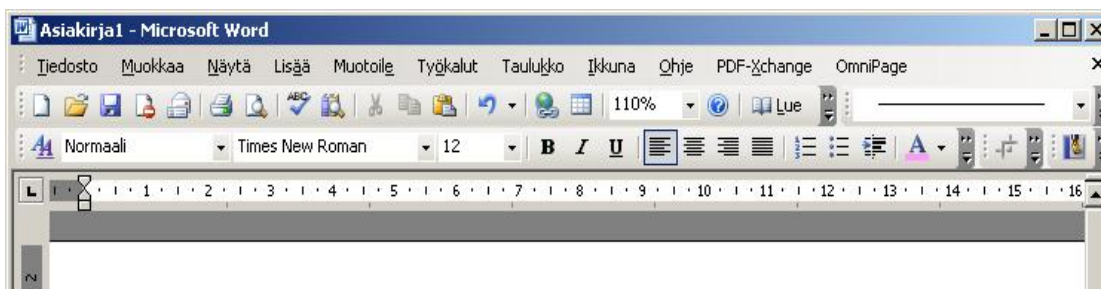 Asiakirja1 - Microsoft Word
Tiedosto Muokkaa Näytä Lisää Muotoile Työkalut Taulukko Ikkuna Ohje PDF-Xchange OmniPage
ABC 110% Lue
Normaali Times New Roman 12 B I U A
L 1 2 3 4 5 6 7 8 9 10 11 12 13 14 15 16
2